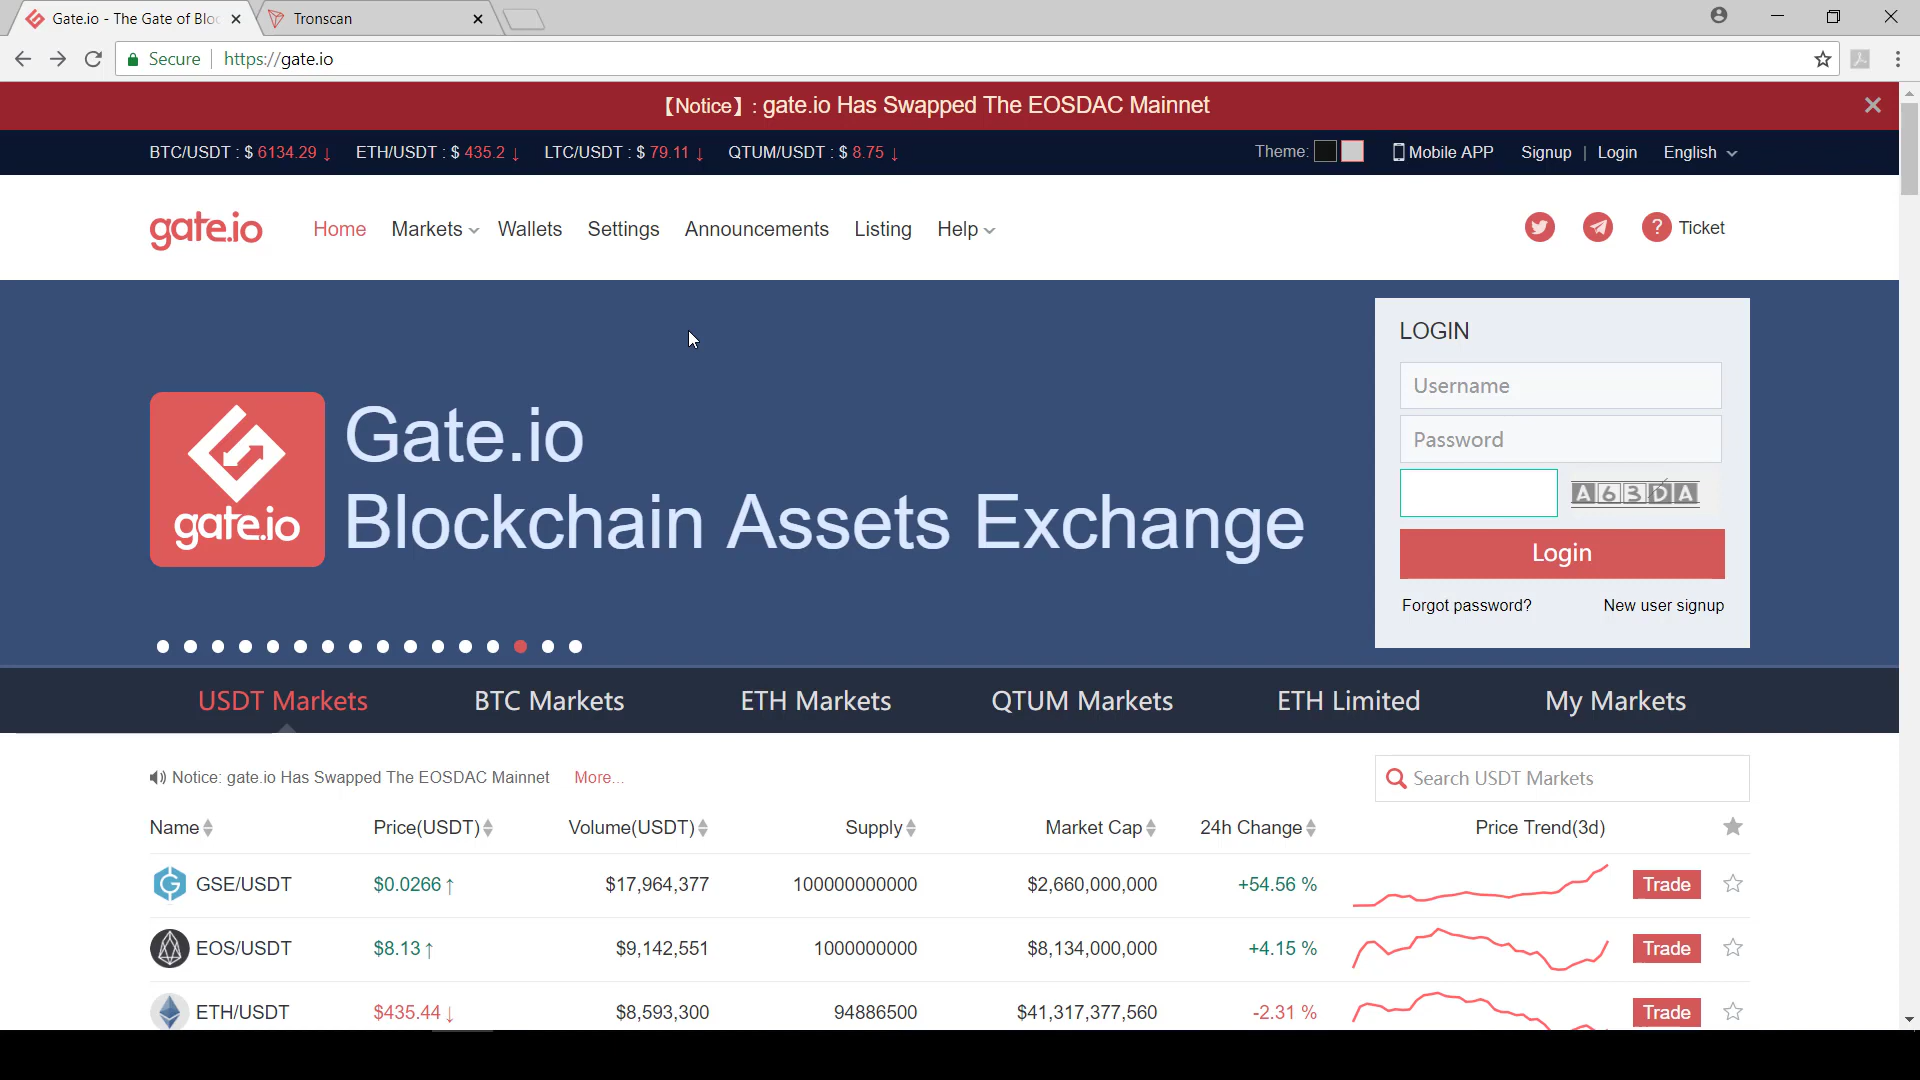 Gate.io - The Gate of Bloc
Tronscan
Secure https://gate.io
【Notice】: gate.io Has Swapped The EOSDAC Mainnet
BTC/USDT : $ 6134.29 ↓ ETH/USDT : $ 435.2 ↓ LTC/USDT : $ 79.11 ↓ QTUM/USDT : $ 8.75 ↓ Theme: Mobile APP Signup | Login English
gate.io Home Markets Wallets Settings Announcements Listing Help ? Ticket
LOGIN
Username
Password
A63DA
Login
Forgot password? New user signup
gate.io
Gate.io
Blockchain Assets Exchange
USDT Markets BTC Markets ETH Markets QTUM Markets ETH Limited My Markets
Notice: gate.io Has Swapped The EOSDAC Mainnet More... Search USDT Markets
Name Price(USDT) Volume(USDT) Supply Market Cap 24h Change Price Trend(3d)
GSE/USDT $0.0266 ↑ $17,964,377 100000000000 $2,660,000,000 +54.56 % Trade
EOS/USDT $8.13 ↑ $9,142,551 1000000000 $8,134,000,000 +4.15 % Trade
ETH/USDT $435.44 ↓ $8,593,300 94886500 $41,317,377,560 -2.31 % Trade